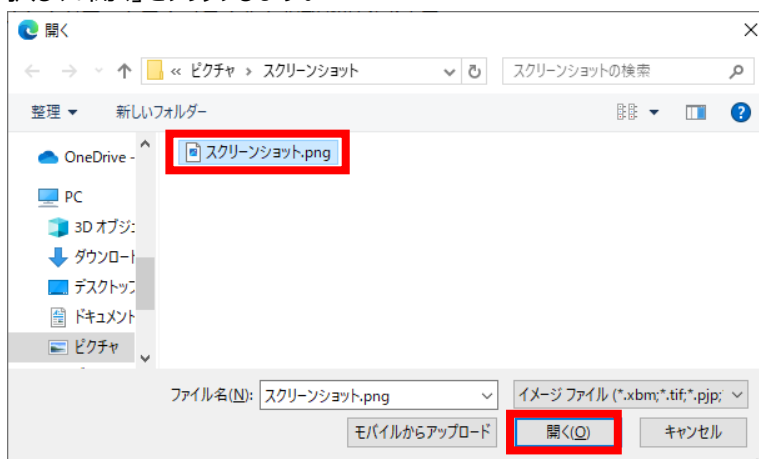 開く
« ピクチャ › スクリーンショット
スクリーンショットの検索
整理 ▼ 新しいフォルダー
OneDrive -
スクリーンショット.png
PC
3D オブジェ
ダウンロード
デスクトップ
ドキュメント
ピクチャ
ファイル名(N): スクリーンショット.png
イメージ ファイル (*.xbm;*.tif;*.pjp;
モバイルからアップロード 開く(O) キャンセル